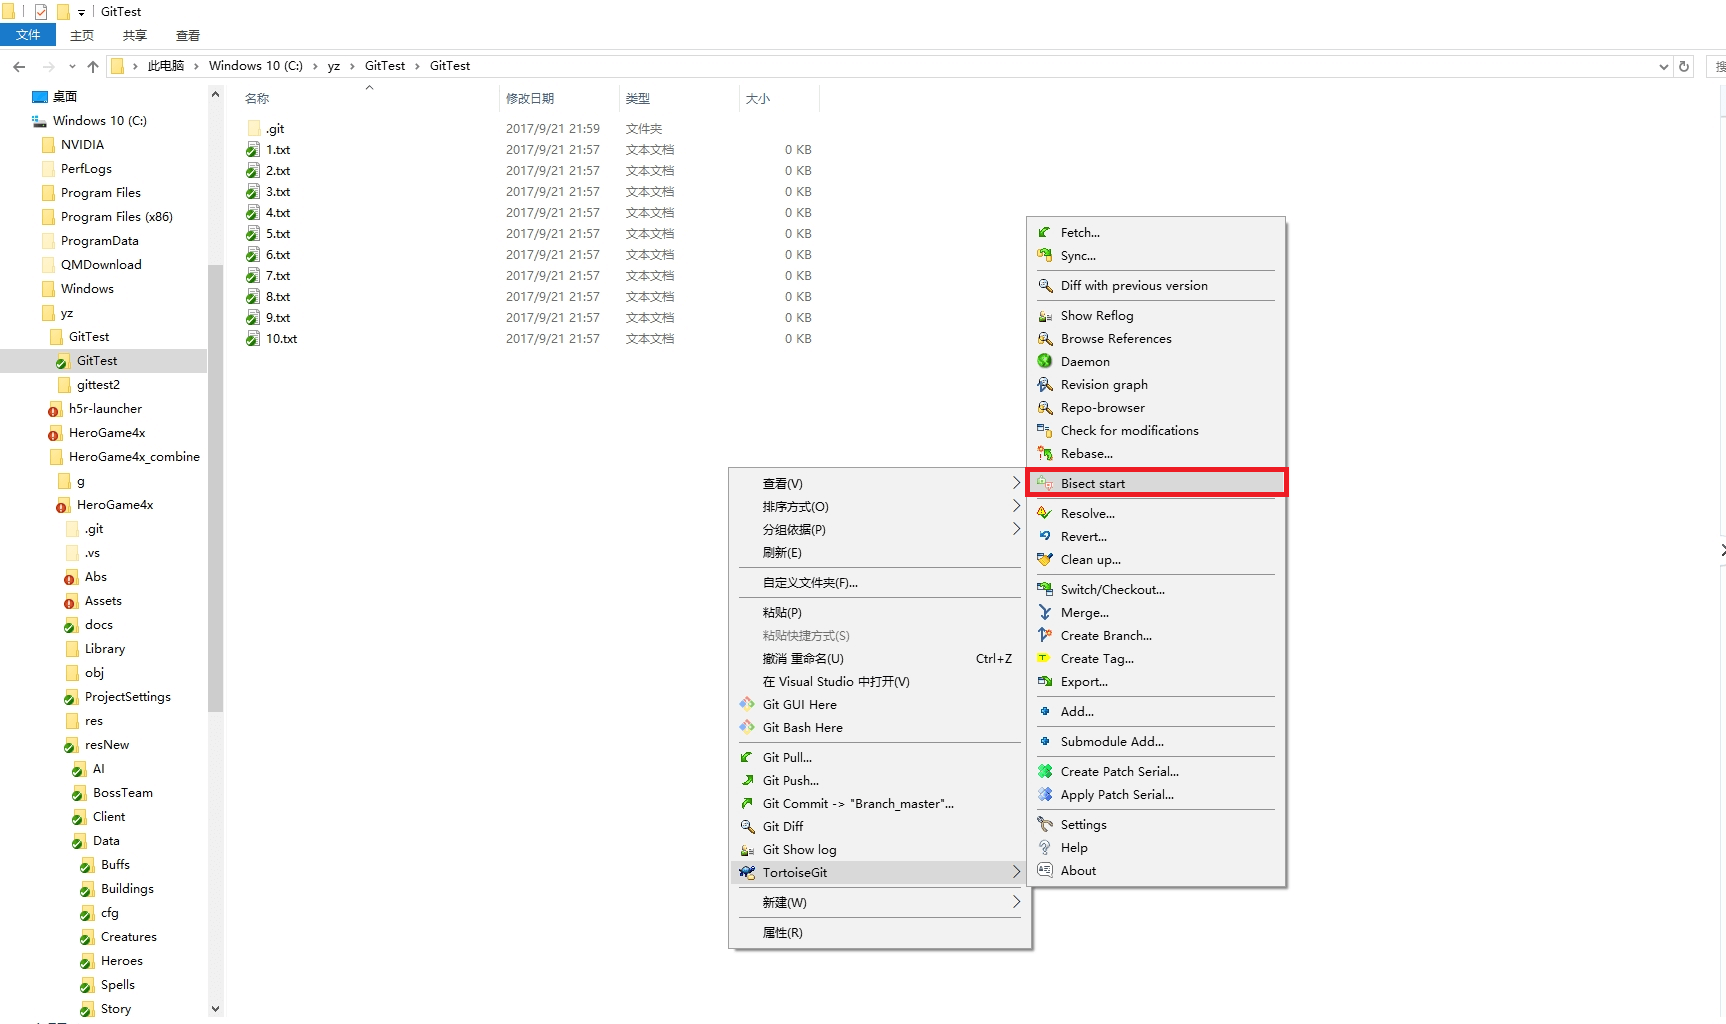 GitTest
文件 主页 共享 查看
此电脑 Windows 10 (C:) yz GitTest GitTest
桌面
Windows 10 (C:)
NVIDIA
PerfLogs
Program Files
Program Files (x86)
ProgramData
QMDownload
Windows
yz
GitTest
GitTest
gittest2
h5r-launcher
HeroGame4x
HeroGame4x_combine
g
HeroGame4x
.git
.vs
Abs
Assets
docs
Library
obj
ProjectSettings
res
resNew
AI
BossTeam
Client
Data
Buffs
Buildings
cfg
Creatures
Heroes
Spells
Story
名称 修改日期 类型 大小
.git 2017/9/21 21:59 文件夹
1.txt 2017/9/21 21:57 文本文档 0 KB
2.txt 2017/9/21 21:57 文本文档 0 KB
3.txt 2017/9/21 21:57 文本文档 0 KB
4.txt 2017/9/21 21:57 文本文档 0 KB
5.txt 2017/9/21 21:57 文本文档 0 KB
6.txt 2017/9/21 21:57 文本文档 0 KB
7.txt 2017/9/21 21:57 文本文档 0 KB
8.txt 2017/9/21 21:57 文本文档 0 KB
9.txt 2017/9/21 21:57 文本文档 0 KB
10.txt 2017/9/21 21:57 文本文档 0 KB
查看(V)
排序方式(O)
分组依据(P)
刷新(E)
自定义文件夹(F)...
粘贴(P)
粘贴快捷方式(S)
撤消 重命名(U) Ctrl+Z
在 Visual Studio 中打开(V)
Git GUI Here
Git Bash Here
Git Pull...
Git Push...
Git Commit -> "Branch_master"...
Git Diff
Git Show log
TortoiseGit
新建(W)
属性(R)
Fetch...
Sync...
Diff with previous version
Show Reflog
Browse References
Daemon
Revision graph
Repo-browser
Check for modifications
Rebase...
Bisect start
Resolve...
Revert...
Clean up...
Switch/Checkout...
Merge...
Create Branch...
Create Tag...
Export...
Add...
Submodule Add...
Create Patch Serial...
Apply Patch Serial...
Settings
Help
About